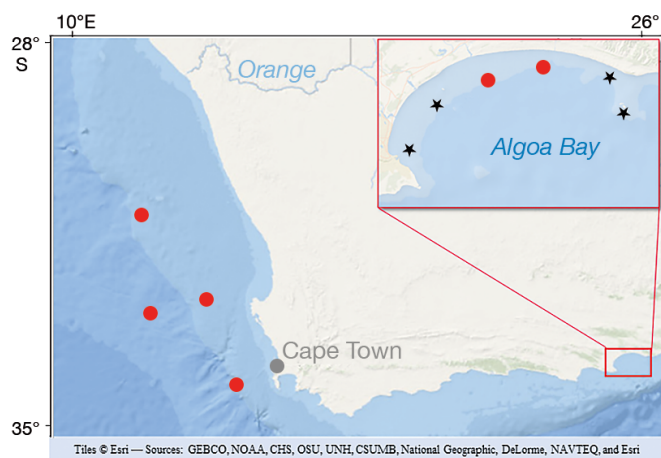 10°E
26°
28°
S
Orange
Algoa Bay
Cape Town
35°
Tiles © Esri — Sources: GEBCO, NOAA, CHS, OSU, UNH, CSUMB, National Geographic, DeLorme, NAVTEQ, and Esri